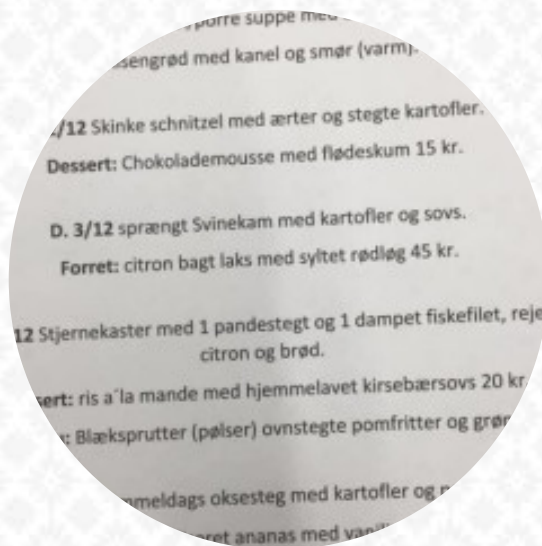 porre suppe med
med kanel og smør (varm).
/12 Skinke schnitzel med ærter og stegte kartofler.
Dessert: Chokolademousse med flødeskum 15 kr.
D. 3/12 sprængt Svinekam med kartofler og sovs.
Forret: citron bagt laks med syltet rødløg 45 kr.
12 Stjernekaster med 1 pandestegt og 1 dampet fiskefilet, reje
citron og brød.
sert: ris a´la mande med hjemmelavet kirsebærsovs 20 kr.
: Blæksprutter (pølser) ovnstegte pomfritter og grøn
mmeldags oksesteg med kartofler og
ret ananas med